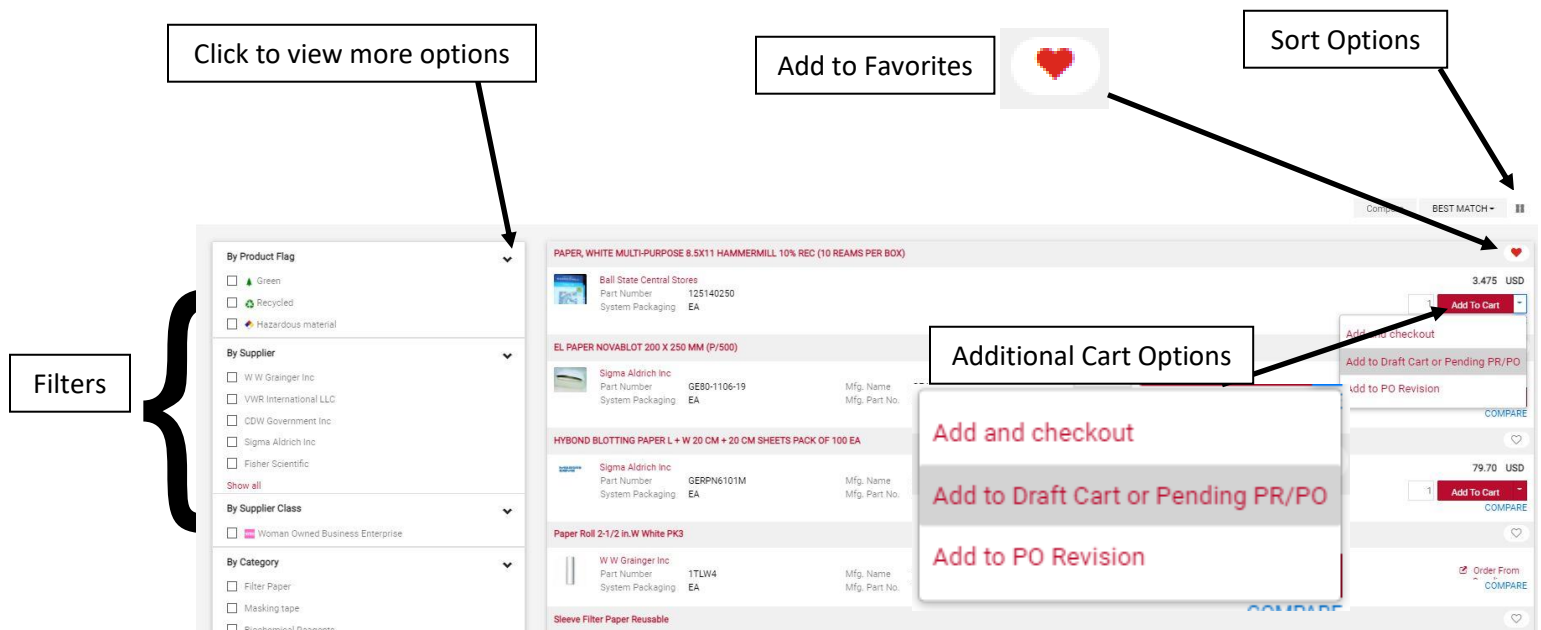 Click to view more options
Add to Favorites
Sort Options
BEST MATCH
By Product Flag
Green
Recycled
Hazardous material
By Supplier
W W Grainger Inc
VWR International LLC
CDW Government Inc
Sigma Aldrich Inc
Fisher Scientific
Show all
By Supplier Class
Woman Owned Business Enterprise
By Category
Filter Paper
Masking tape
Filters
PAPER, WHITE MULTI-PURPOSE 8.5X11 HAMMERMILL 10% REC (10 REAMS PER BOX)
Ball State Central Stores
Part Number 125140250
System Packaging EA
3.475 USD
1 Add To Cart
Add and checkout
Add to Draft Cart or Pending PR/PO
Add to PO Revision
COMPARE
EL PAPER NOVABLOT 200 X 250 MM (P/500)
Sigma Aldrich Inc
Part Number GE80-1106-19 Mfg. Name
System Packaging EA Mfg. Part No.
Additional Cart Options
Add and checkout
Add to Draft Cart or Pending PR/PO
Add to PO Revision
COMPARE
HYBOND BLOTTING PAPER L + W 20 CM + 20 CM SHEETS PACK OF 100 EA
Sigma Aldrich Inc
Part Number GERPN6101M Mfg. Name
System Packaging EA Mfg. Part No.
79.70 USD
1 Add To Cart
COMPARE
Paper Roll 2-1/2 in.W White PK3
W W Grainger Inc
Part Number 1TLW4 Mfg. Name
System Packaging EA Mfg. Part No.
Order From
COMPARE
Sleeve Filter Paper Reusable